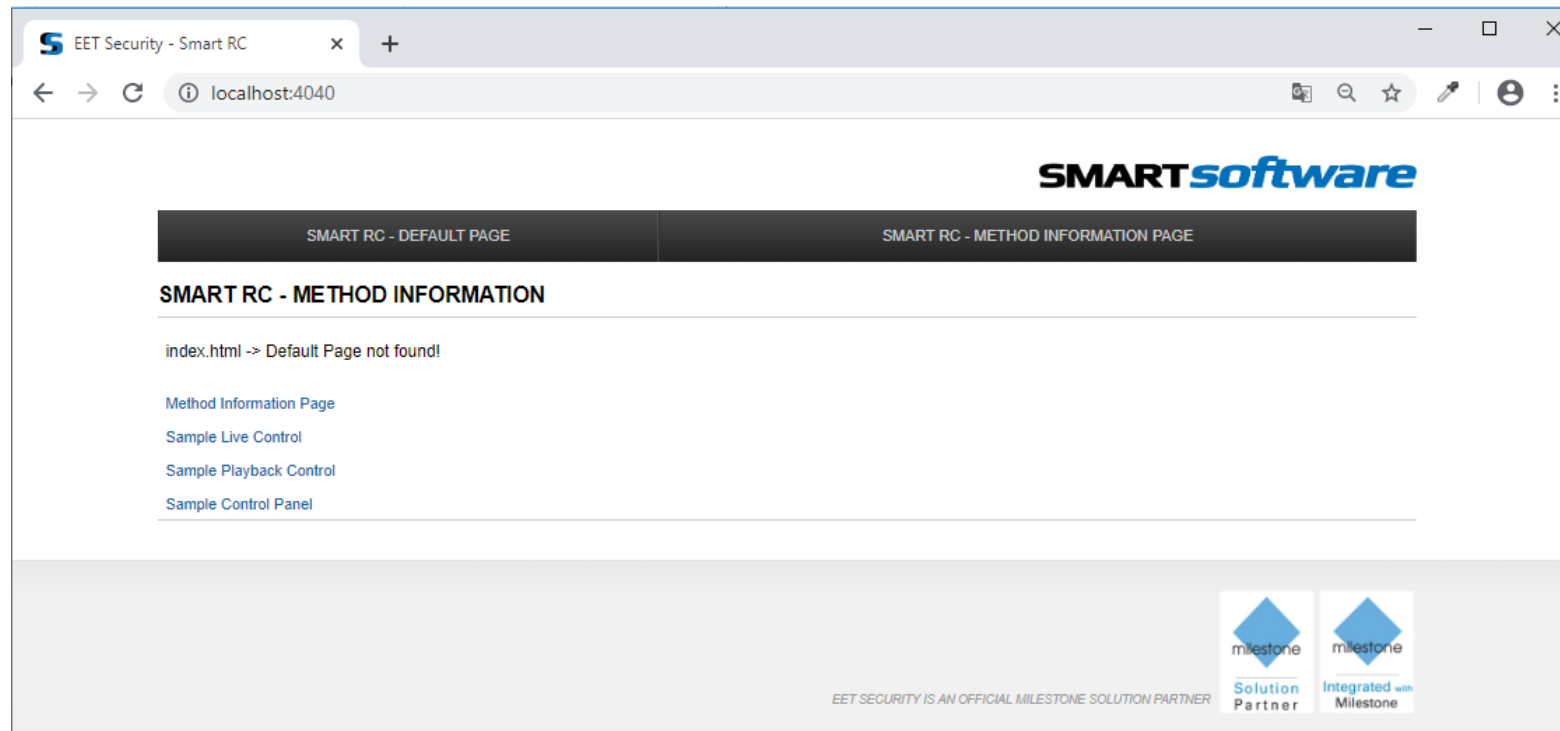 EET Security - Smart RC
localhost:4040
SMARTsoftware
SMART RC - DEFAULT PAGE
SMART RC - METHOD INFORMATION PAGE
SMART RC - METHOD INFORMATION
index.html -> Default Page not found!
Method Information Page
Sample Live Control
Sample Playback Control
Sample Control Panel
EET SECURITY IS AN OFFICIAL MILESTONE SOLUTION PARTNER
milestone
Solution
Partner
milestone
Integrated with
Milestone